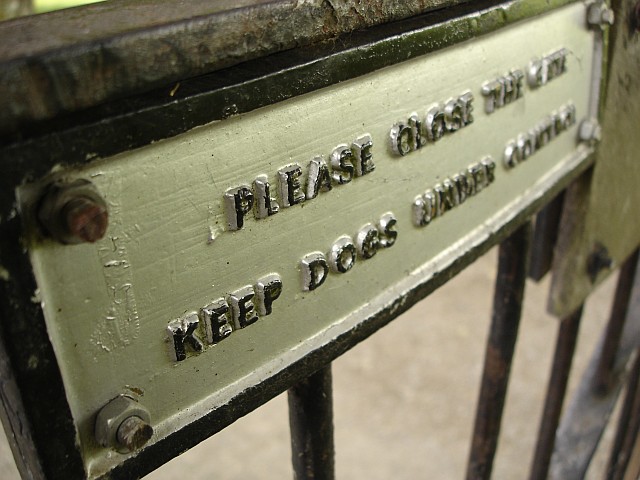 PLEASE CLOSE THE GATE
KEEP DOGS UNDER CONTROL